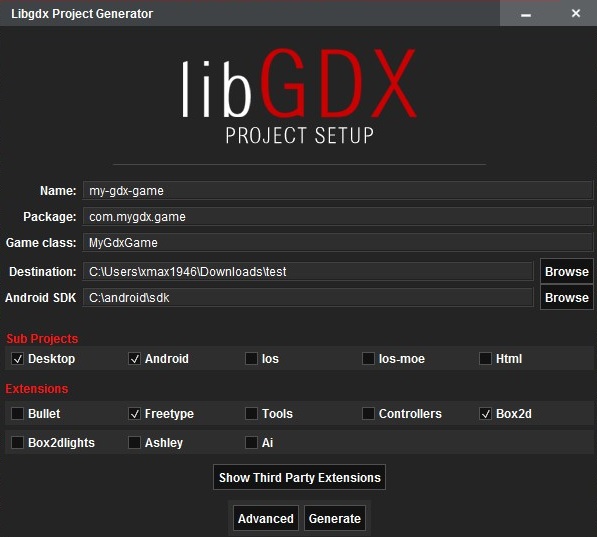 Libgdx Project Generator
libGDX
PROJECT SETUP
Name: my-gdx-game
Package: com.mygdx.game
Game class: MyGdxGame
Destination: C:\Users\xmax1946\Downloads\test Browse
Android SDK C:\android\sdk Browse
Sub Projects
Desktop Android Ios Ios-moe Html
Extensions
Bullet Freetype Tools Controllers Box2d
Box2dlights Ashley Ai
Show Third Party Extensions
Advanced Generate